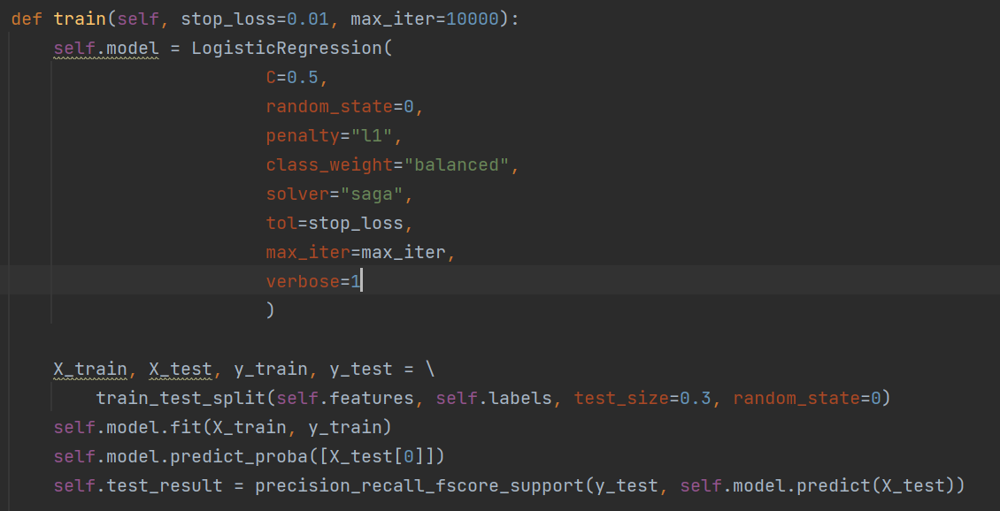 def train(self, stop_loss=0.01, max_iter=10000):
    self.model = LogisticRegression(
                        C=0.5,
                        random_state=0,
                        penalty="l1",
                        class_weight="balanced",
                        solver="saga",
                        tol=stop_loss,
                        max_iter=max_iter,
                        verbose=1
                        )
    X_train, X_test, y_train, y_test = \
        train_test_split(self.features, self.labels, test_size=0.3, random_state=0)
    self.model.fit(X_train, y_train)
    self.model.predict_proba([X_test[0]])
    self.test_result = precision_recall_fscore_support(y_test, self.model.predict(X_test))